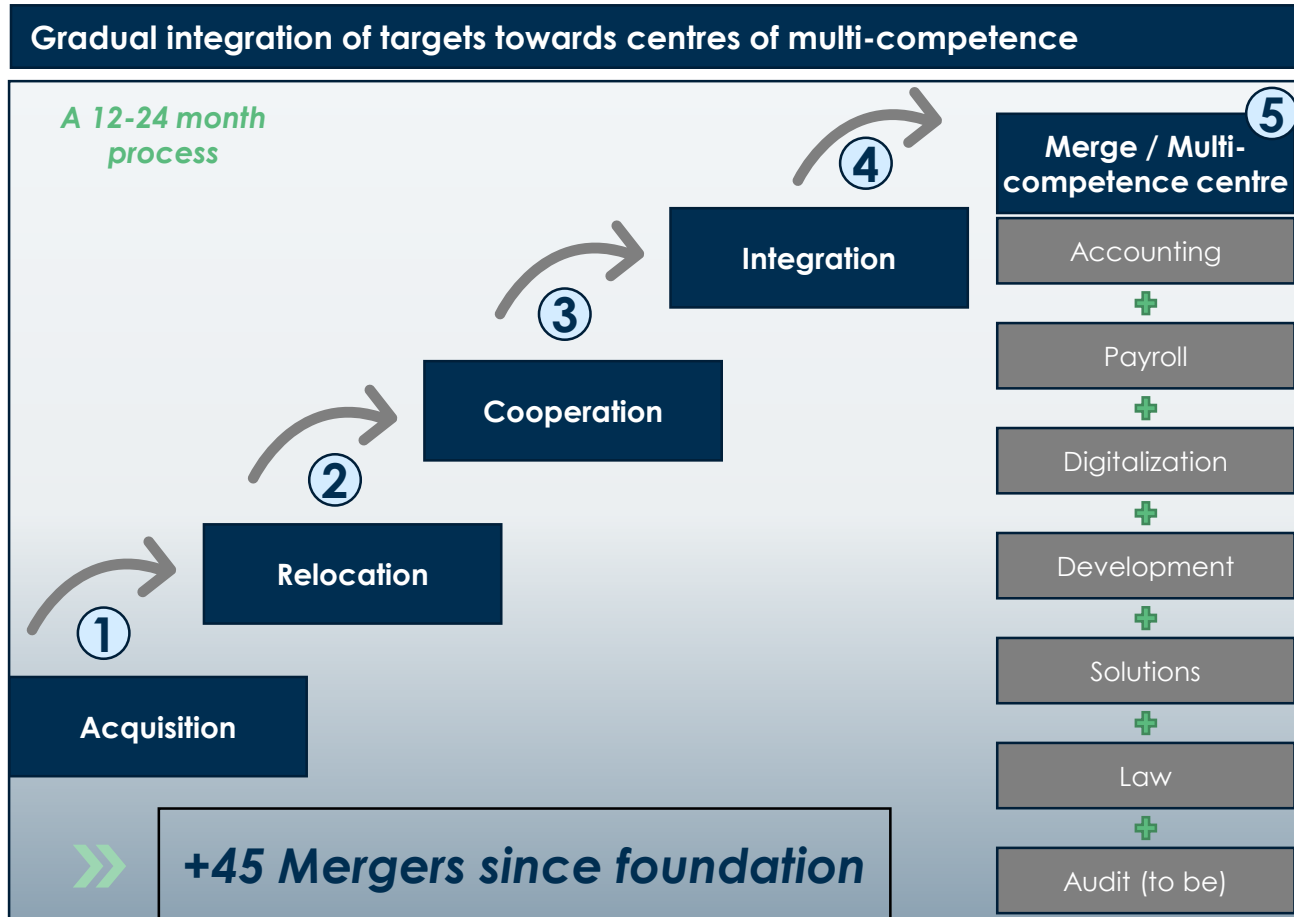 Gradual integration of targets towards centres of multi-competence
A 12-24 month
process
5
Merge / Multi-
competence centre
4
Integration
Accounting
3
Payroll
Cooperation
Digitalization
2
Relocation
Development
1
Solutions
Acquisition
Law
+45 Mergers since foundation
Audit (to be)